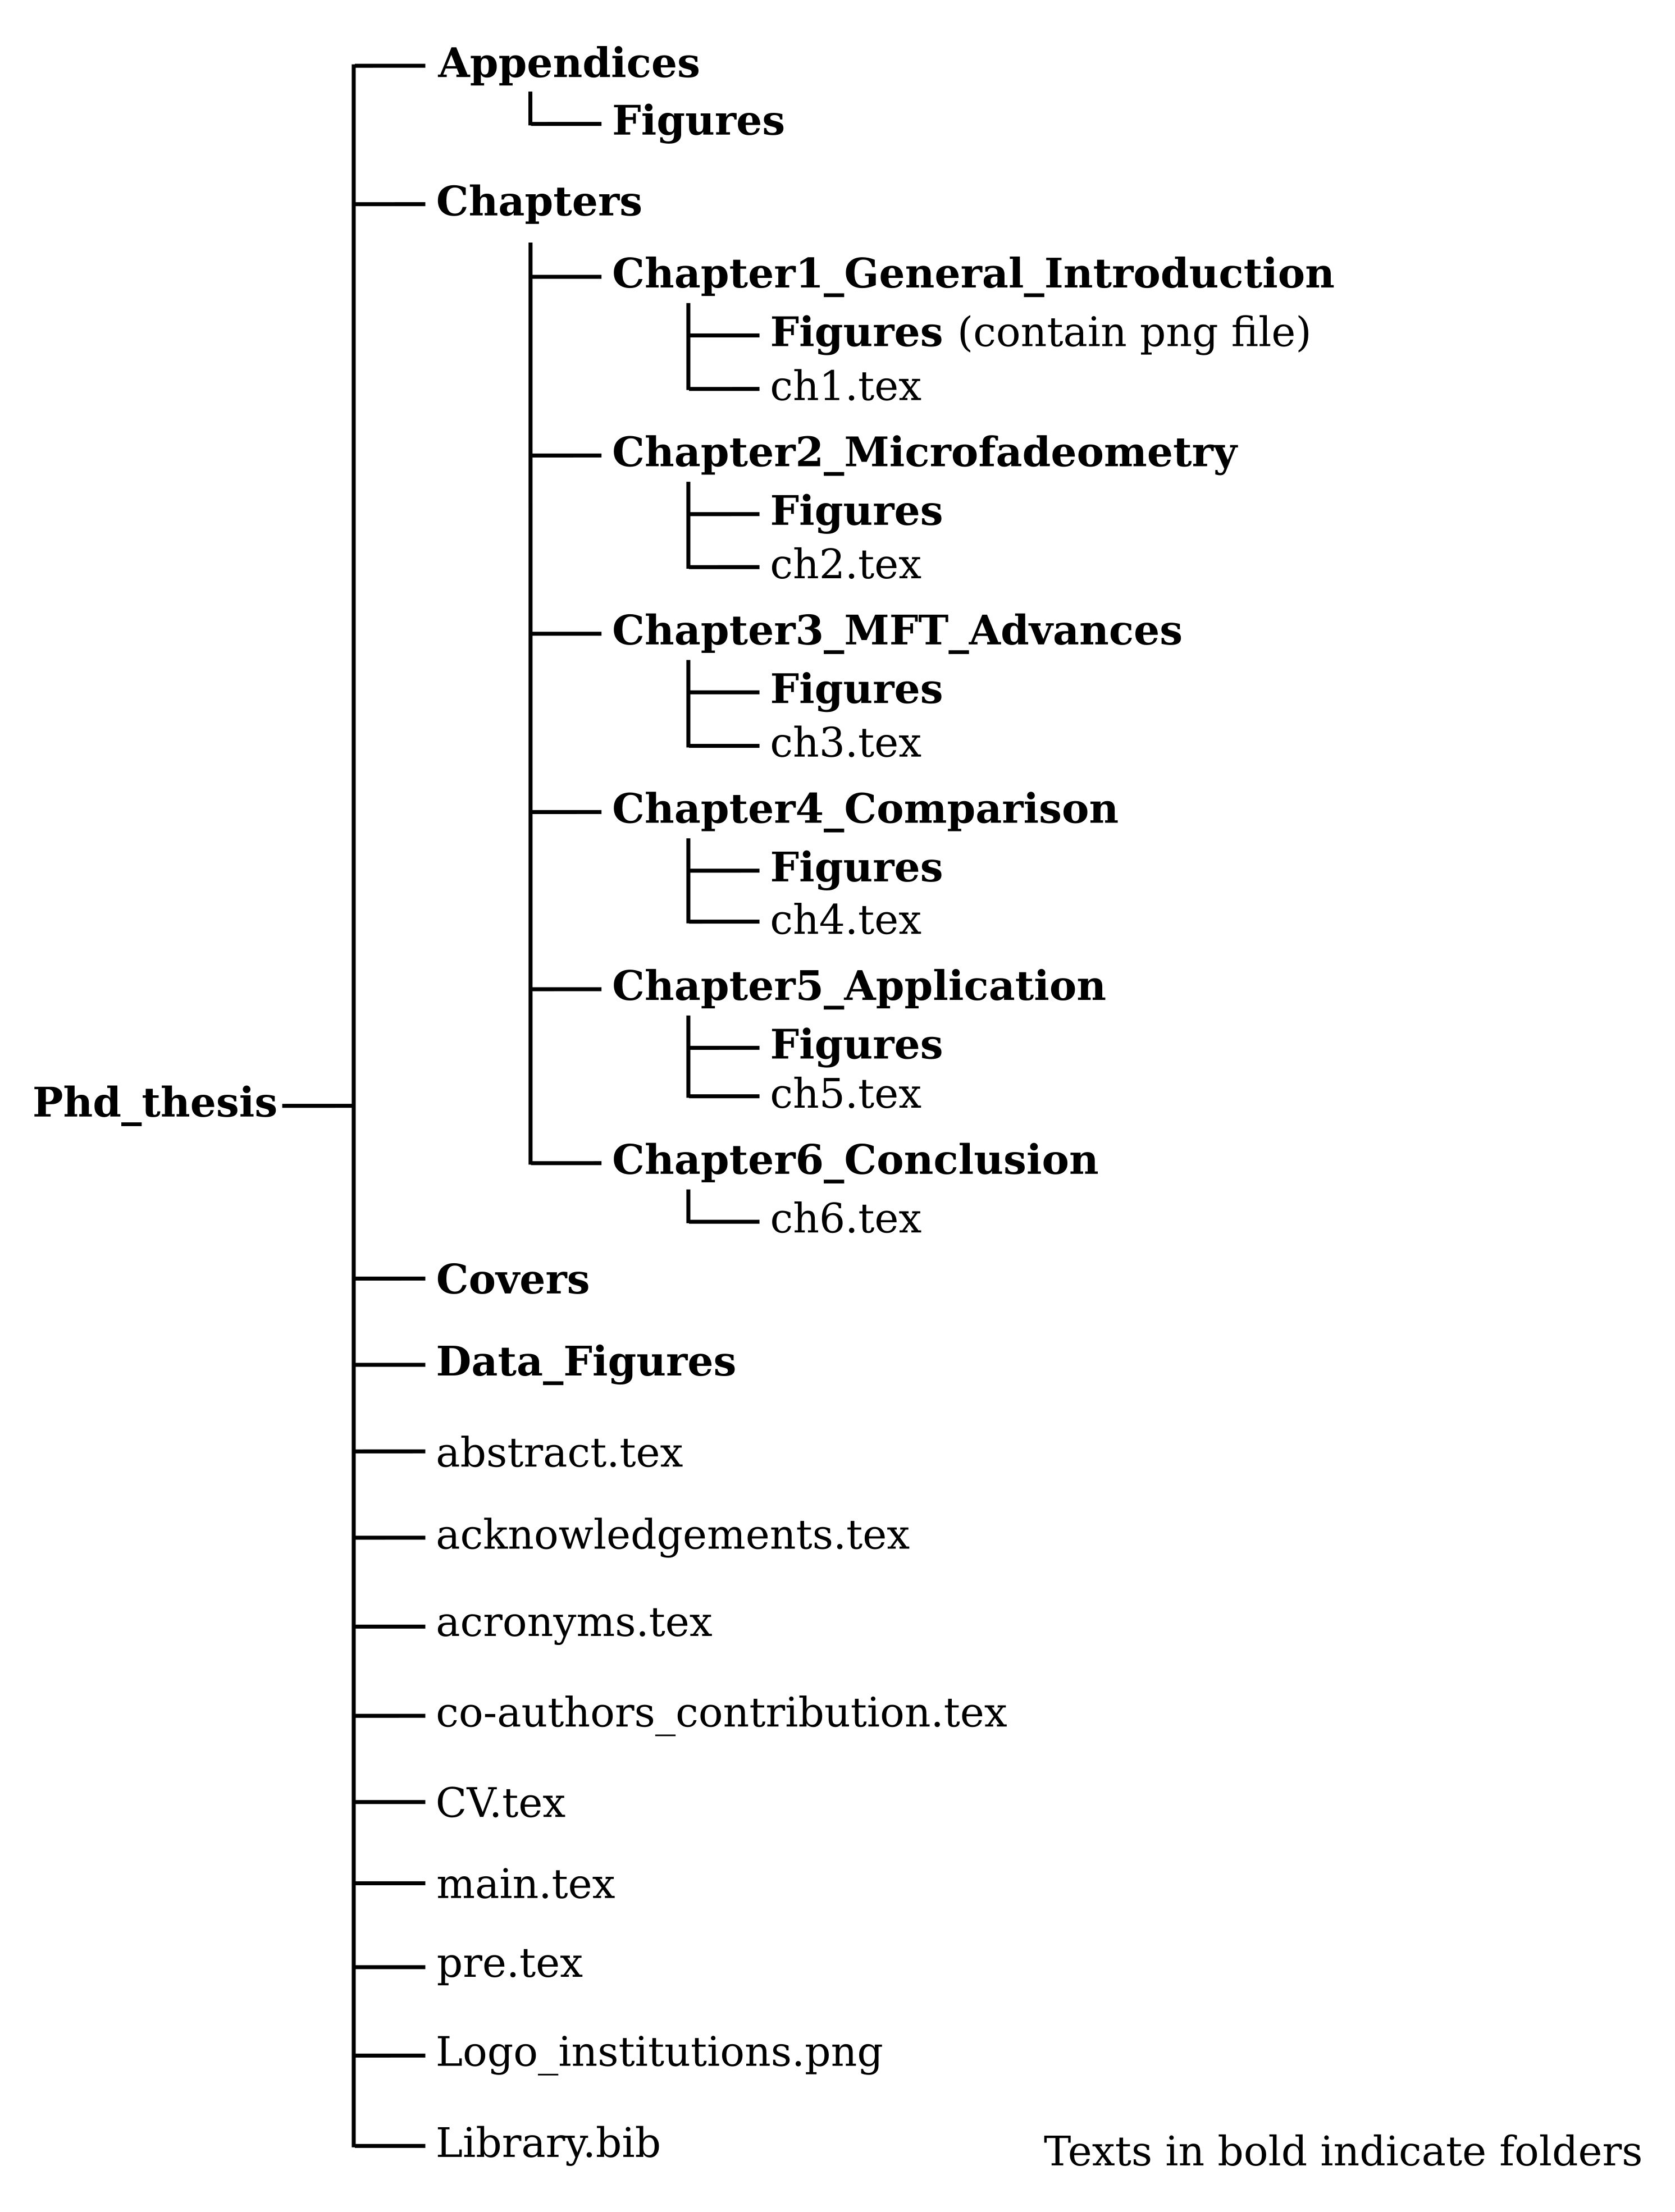 Appendices
Figures
Chapters
Chapter1_General_Introduction
Figures (contain png file)
ch1.tex
Chapter2_Microfadeometry
Figures
ch2.tex
Chapter3_MFT_Advances
Figures
ch3.tex
Chapter4_Comparison
Figures
ch4.tex
Chapter5_Application
Figures
ch5.tex
Phd_thesis
Chapter6_Conclusion
ch6.tex
Covers
Data_Figures
abstract.tex
acknowledgements.tex
acronyms.tex
co-authors_contribution.tex
CV.tex
main.tex
pre.tex
Logo_institutions.png
Library.bib
Texts in bold indicate folders